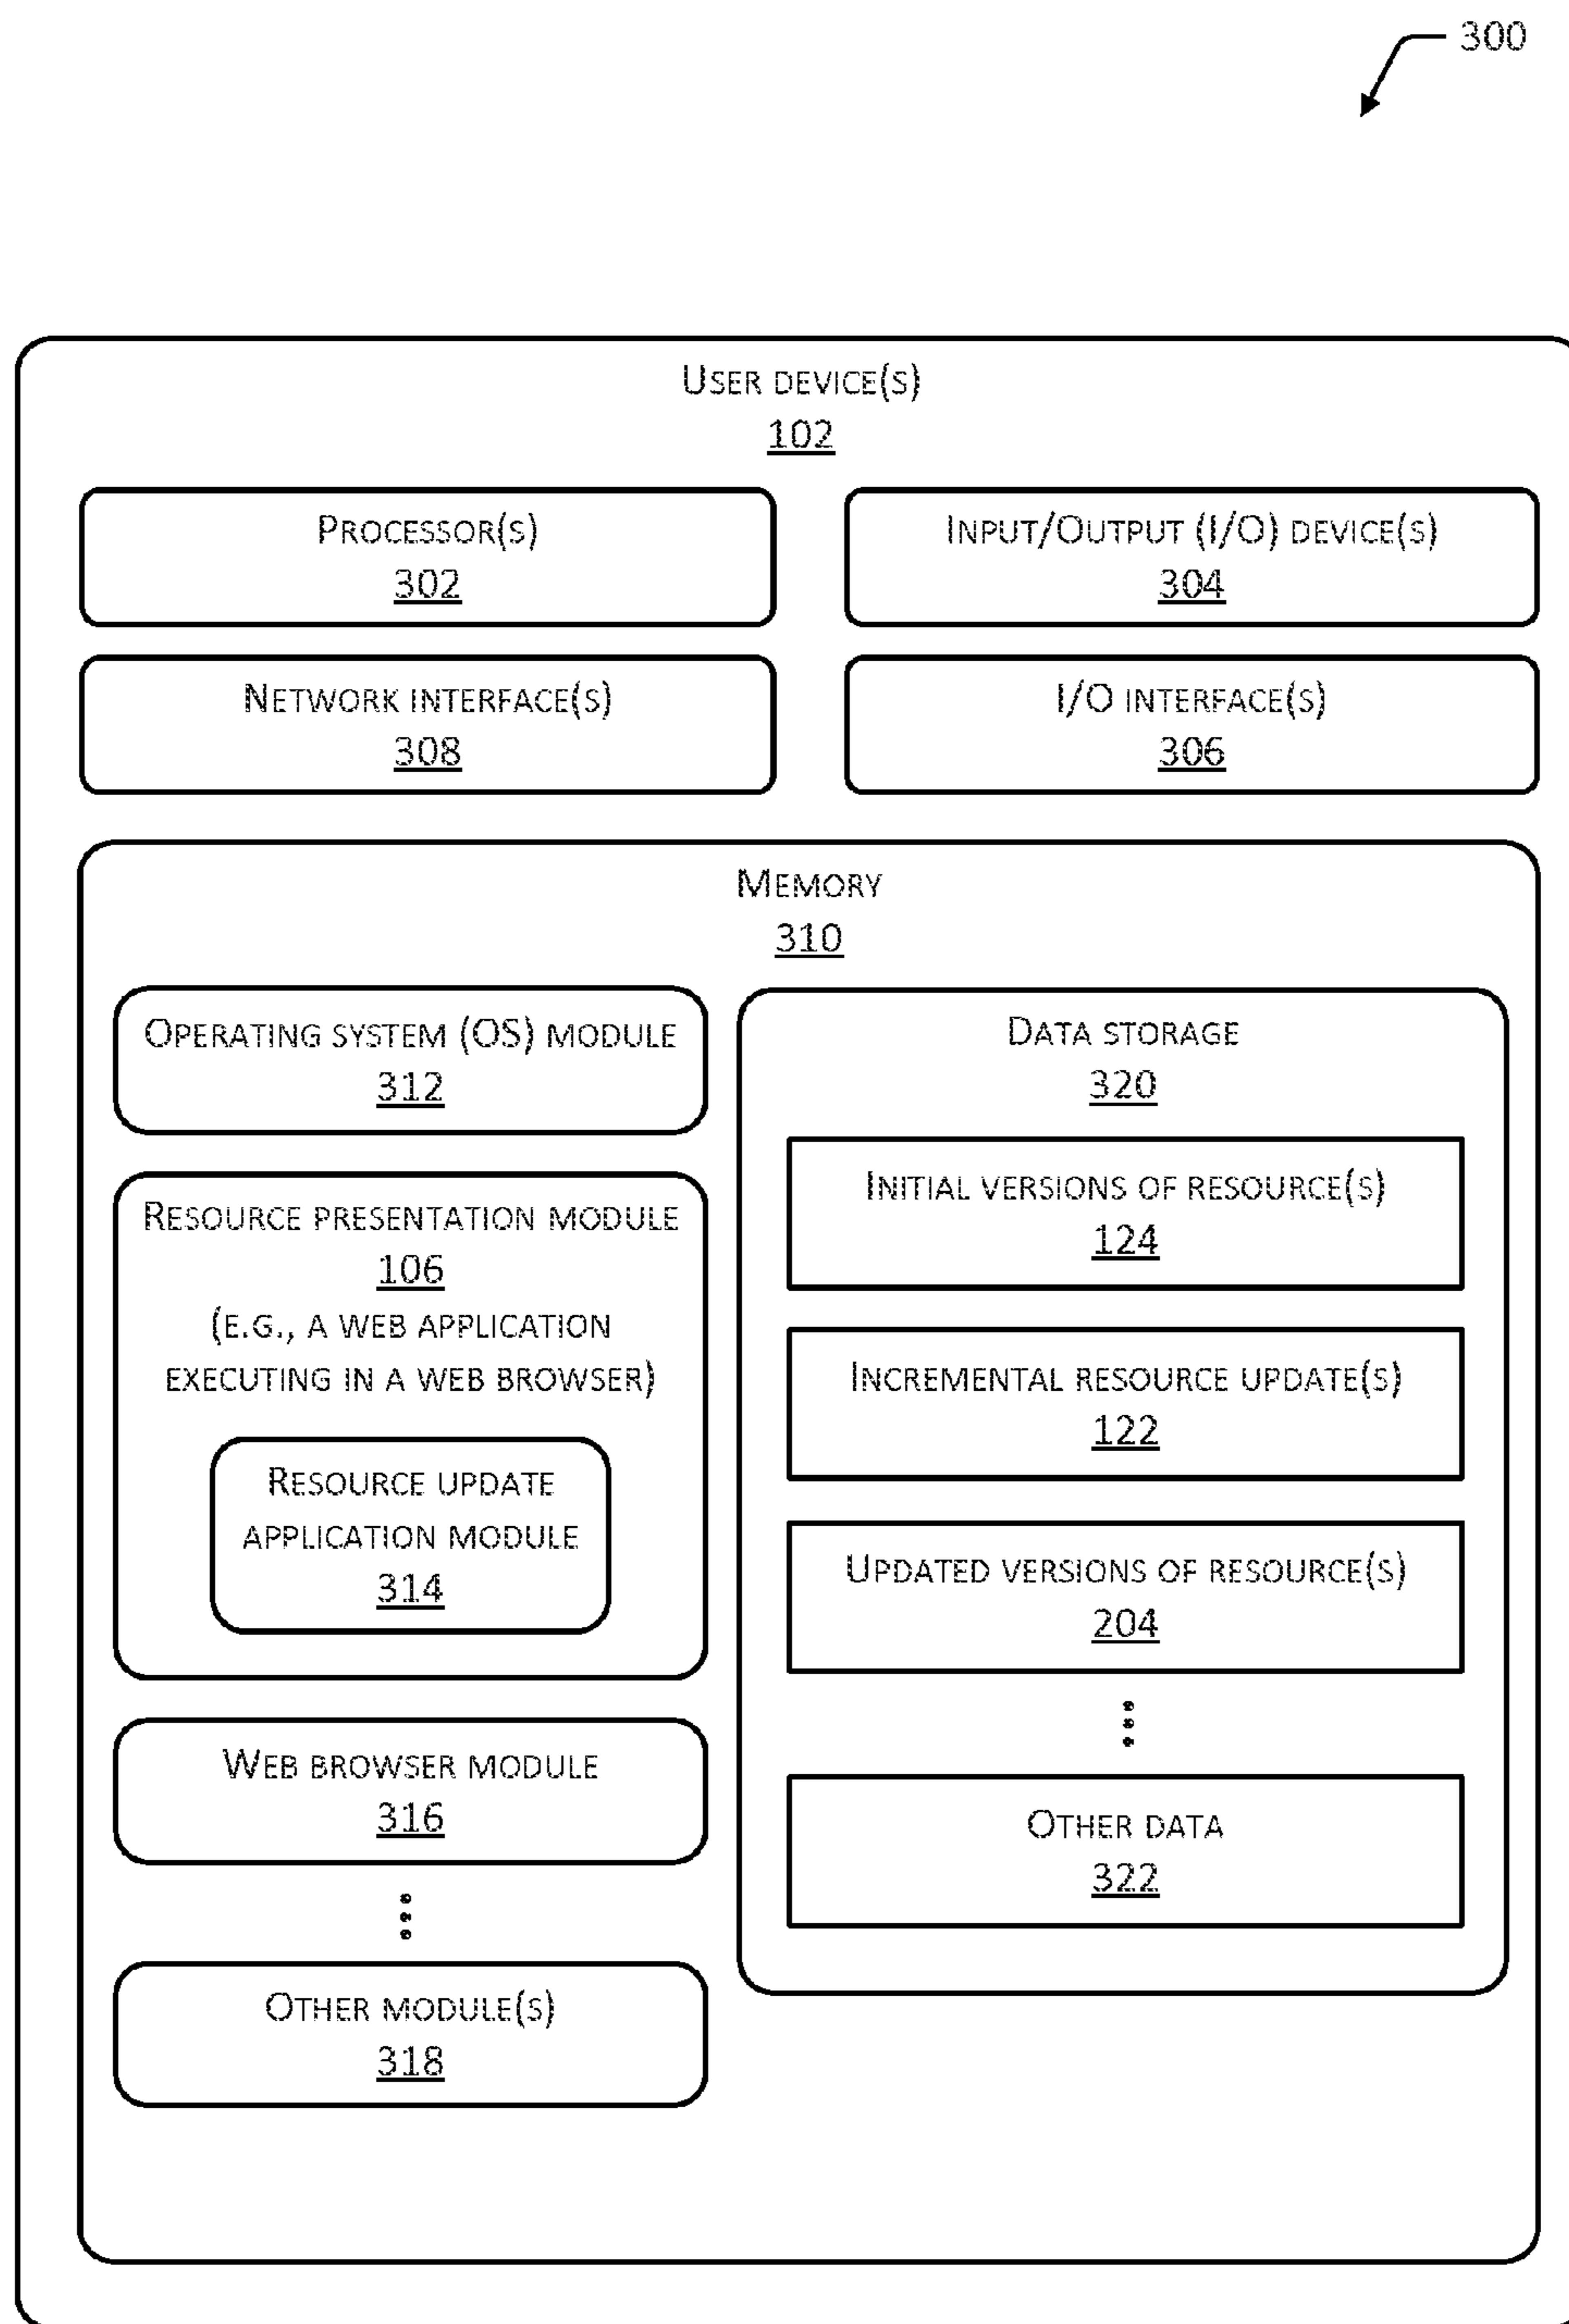 300
User device(s)
102
Processor(s)
302
Input/Output (I/O) device(s)
304
Network interface(s)
308
I/O interface(s)
306
Memory
310
Operating system (OS) module
312
Resource presentation module
106
(e.g., a web application
executing in a web browser)
Resource update
application module
314
Web browser module
316
Other module(s)
318
Data storage
320
Initial versions of resource(s)
124
Incremental resource update(s)
122
Updated versions of resource(s)
204
Other data
322